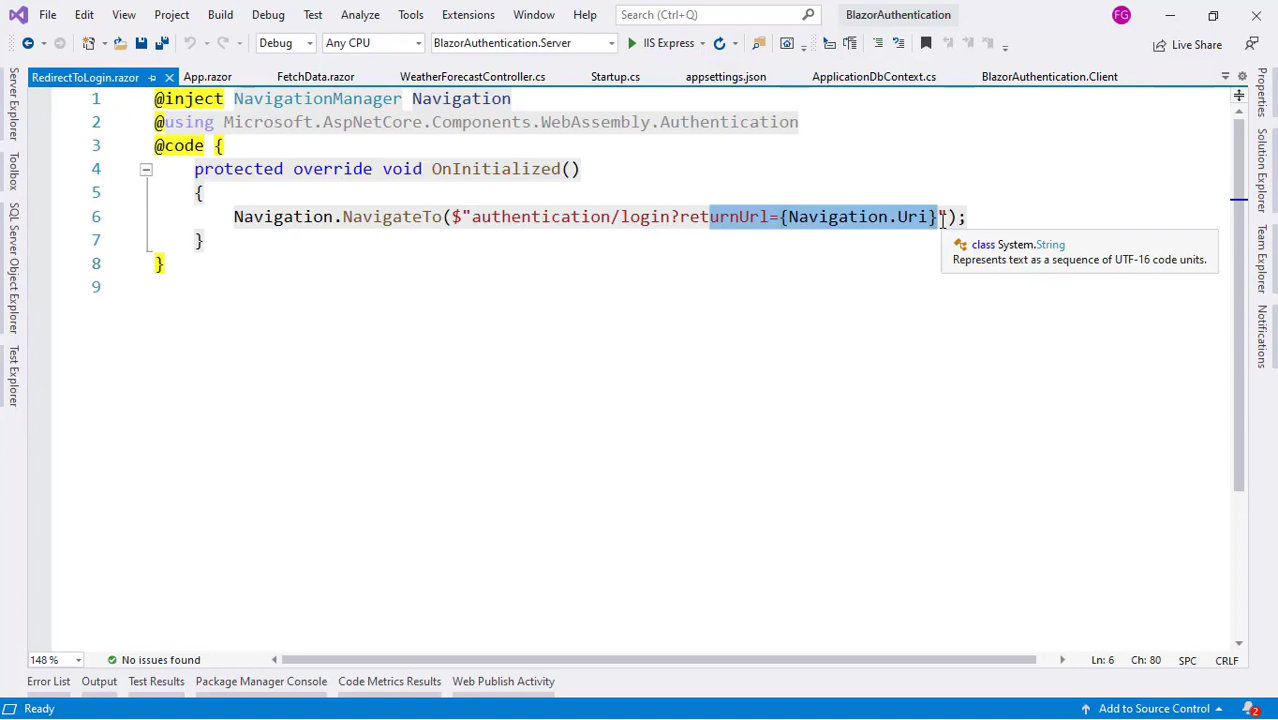 File Edit View Project Build Debug Test Analyze Tools Extensions Window Help Search (Ctrl+Q) BlazorAuthentication FG
Debug Any CPU BlazorAuthentication.Server IIS Express Live Share
RedirectToLogin.razor App.razor FetchData.razor WeatherForecastController.cs Startup.cs appsettings.json ApplicationDbContext.cs BlazorAuthentication.Client
Server Explorer
Toolbox
SQL Server Object Explorer
Test Explorer
1 @inject NavigationManager Navigation
2 @using Microsoft.AspNetCore.Components.WebAssembly.Authentication
3 @code {
4 protected override void OnInitialized()
5 {
6 Navigation.NavigateTo($"authentication/login?returnUrl={Navigation.Uri}");
7 }
8 }
9
class System.String
Represents text as a sequence of UTF-16 code units.
Properties
Solution Explorer
Team Explorer
Notifications
148 % No issues found Ln: 6 Ch: 80 SPC CRLF
Error List Output Test Results Package Manager Console Code Metrics Results Web Publish Activity
Ready Add to Source Control 2